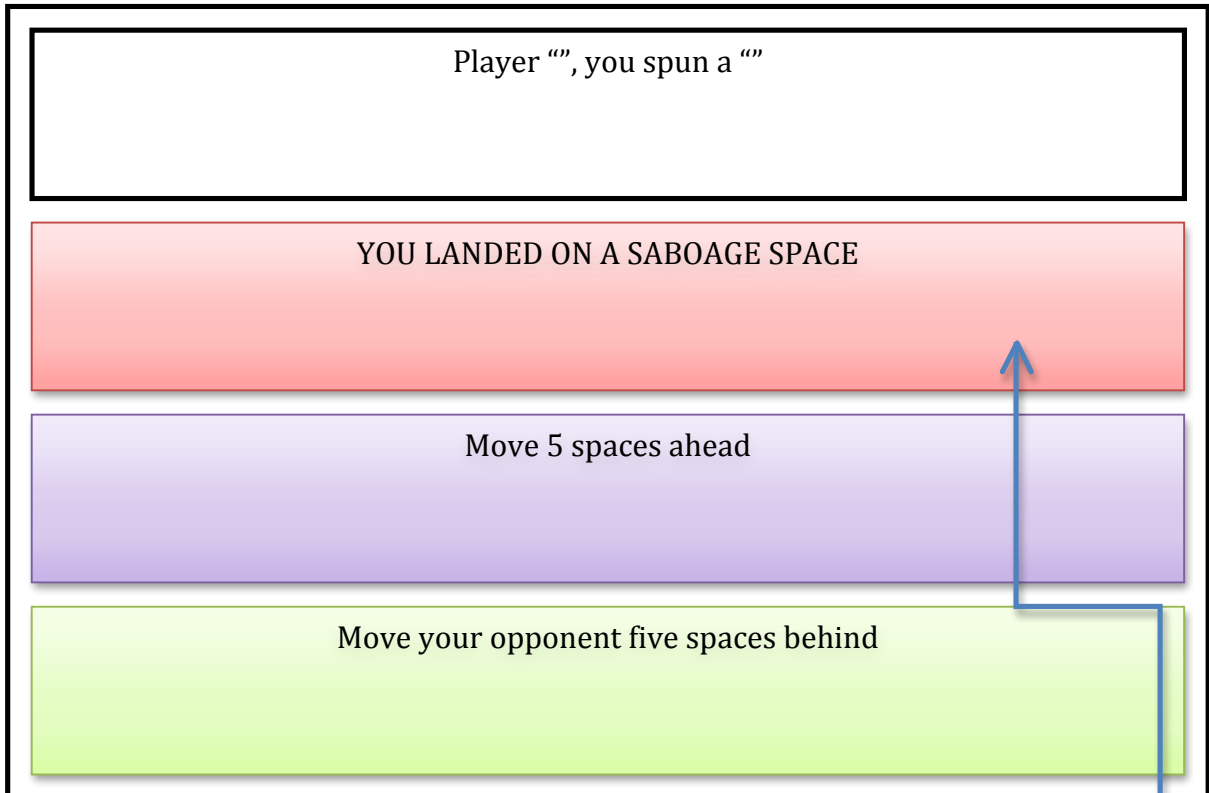 Player “”, you spun a “”
YOU LANDED ON A SABOAGE SPACE
Move 5 spaces ahead
Move your opponent five spaces behind